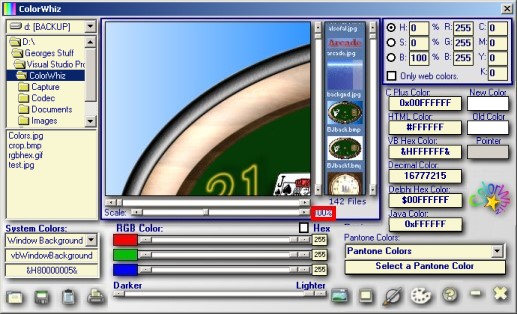 ColorWhiz
d: [BACKUP]
D:\
Georges Stuff
Visual Studio Pro
ColorWhiz
Capture
Codec
Documents
Images
Colors.jpg
crop.bmp
rgbhex.gif
test.jpg
21
J
alsofal.jpg
Arcade
arcade.jpg
backgrd.jpg
BJback.bmp
BJback1.bmp
142 Files
Scale:
H: 0 % R: 255 C: 0
S: 0 % G: 255 M: 0
B: 100 % B: 255 Y: 0
Only web colors. K: 0
C Plus Color: New Color
0x00FFFFFF
HTML Color: Old Color
#FFFFFF
VB Hex Color: Pointer
&HFFFFFF&
Decimal Color:
16777215
Delphi Hex Color:
$00FFFFFF
Java Color:
0xFFFFFF
System Colors:
Window Background
vbWindowBackground
&H80000005&
RGB Color: Hex
255
255
255
Darker Lighter
Pantone Colors:
Pantone Colors
Select a Pantone Color